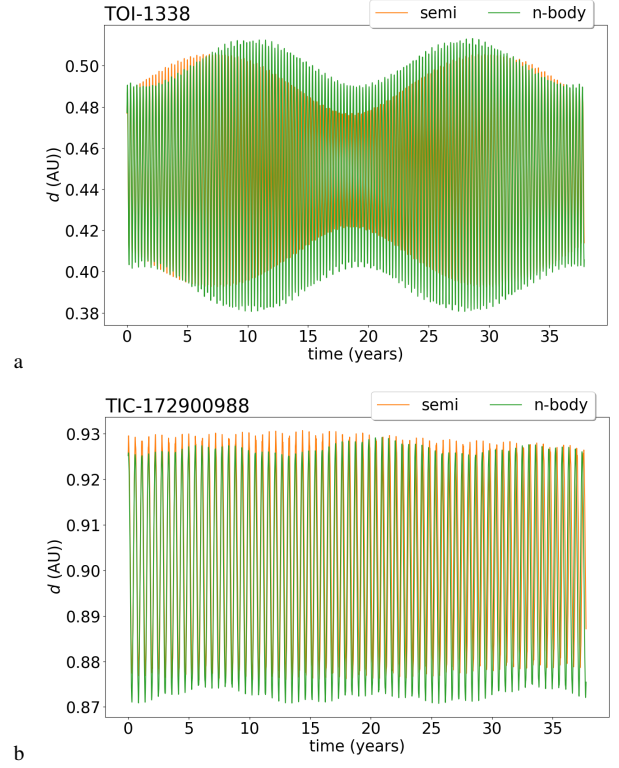 TOI-1338
semi n-body
0.50
0.48
0.46
0.44
0.42
0.40
0.38
d (AU))
0 5 10 15 20 25 30 35
time (years)
a
TIC-172900988
semi n-body
0.93
0.92
0.91
0.90
0.89
0.88
0.87
d (AU))
0 5 10 15 20 25 30 35
time (years)
b